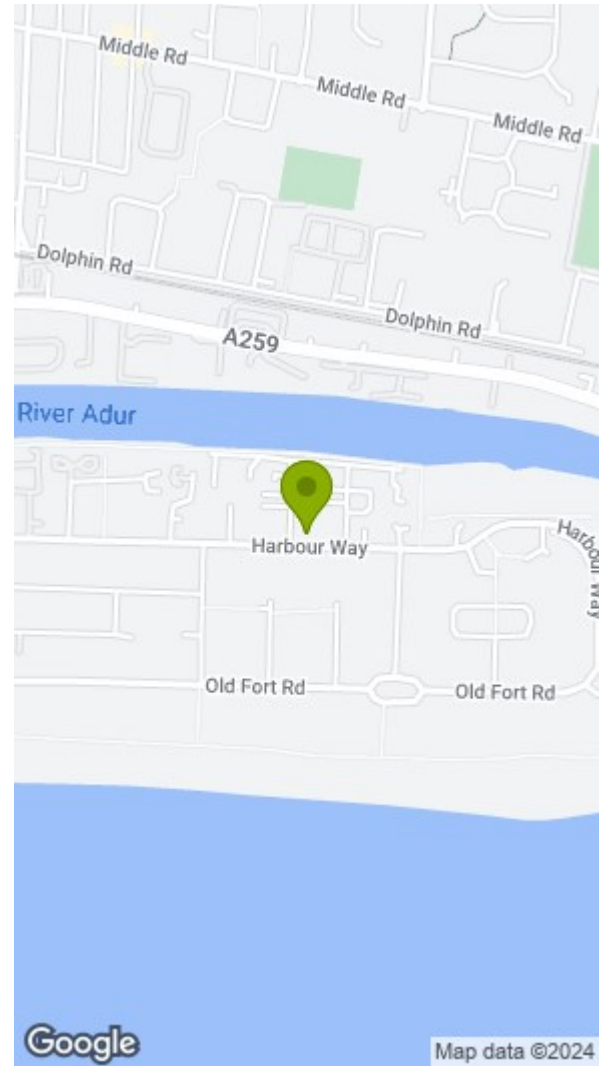 Middle Rd
Middle Rd
Middle Rd
Dolphin Rd
Dolphin Rd
A259
River Adur
Harbour Way
Harbour Way
Old Fort Rd
Old Fort Rd
Google
Map data ©2024